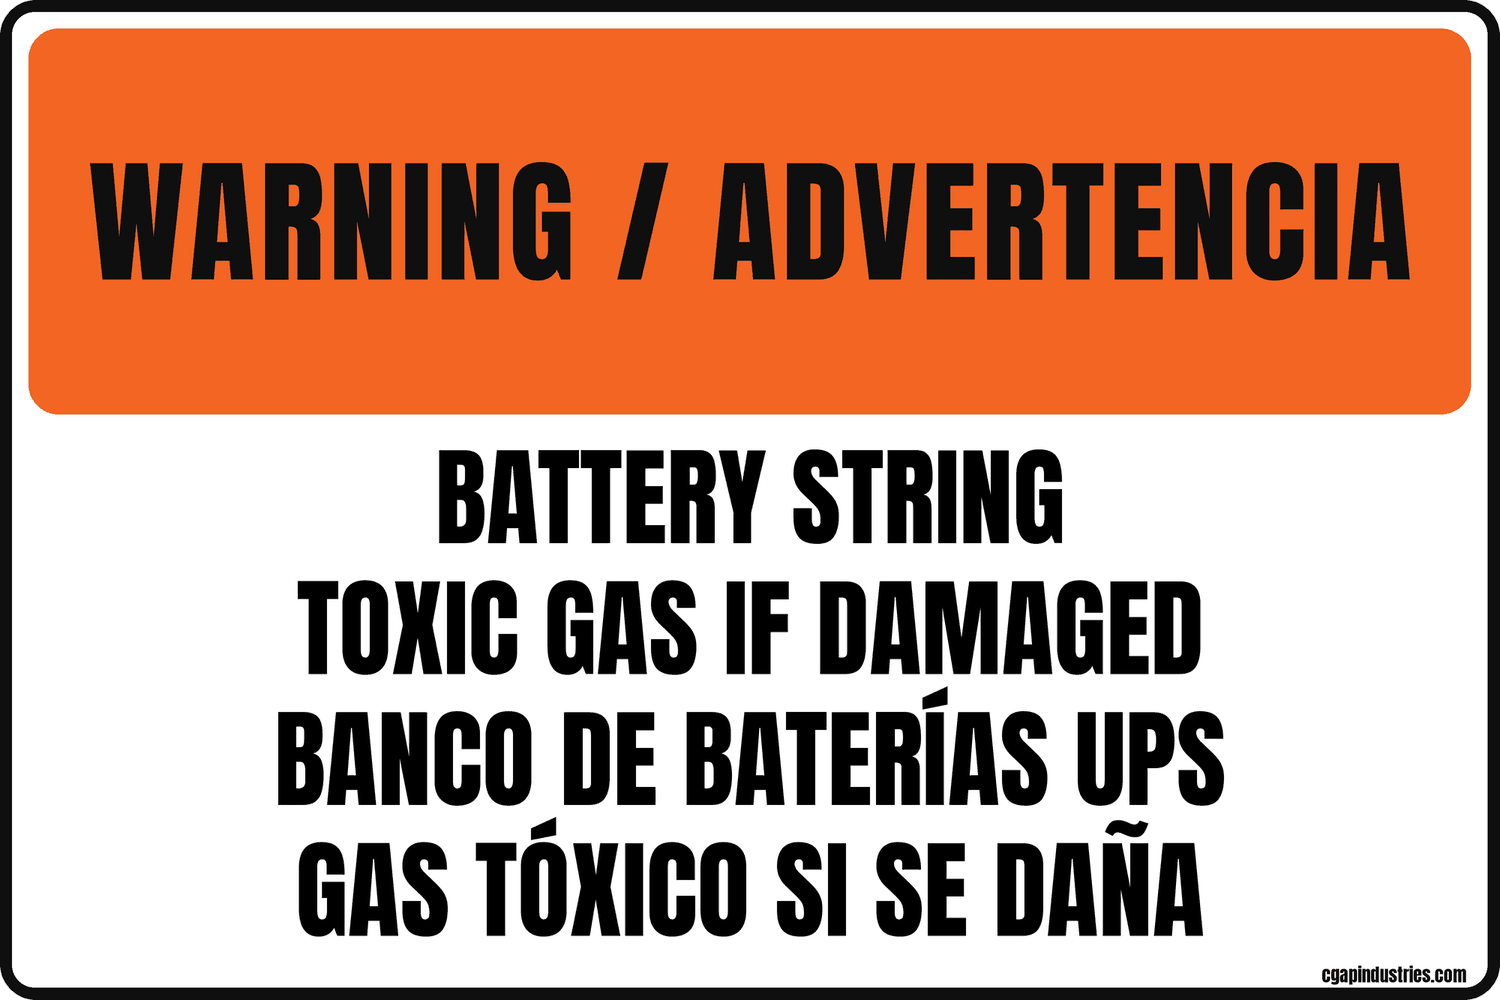 WARNING / ADVERTENCIA
BATTERY STRING
TOXIC GAS IF DAMAGED
BANCO DE BATERÍAS UPS
GAS TÓXICO SI SE DAÑA
cgapindustries.com